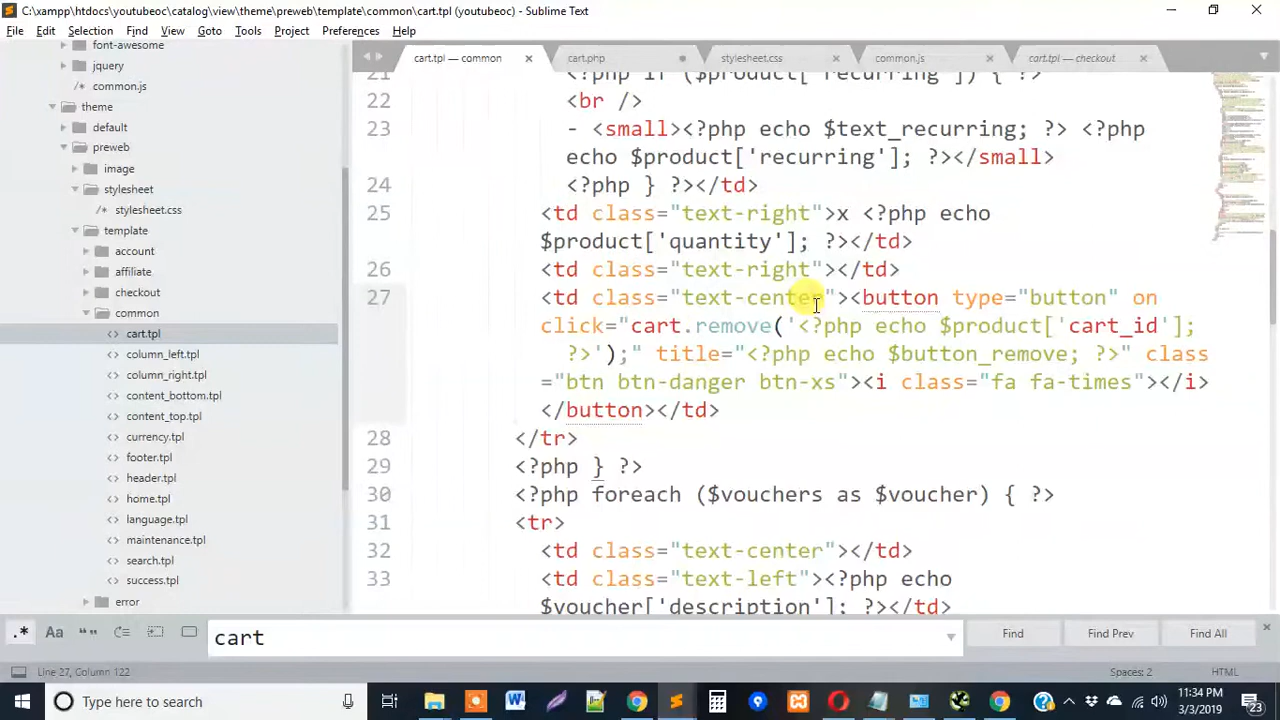 C:\xampp\htdocs\youtubeoc\catalog\view\theme\preweb\template\common\cart.tpl (youtubeoc) - Sublime Text
File Edit Selection Find View Goto Tools Project Preferences Help
font-awesome
jquery
common.js
theme
default
preweb
image
stylesheet
stylesheet.css
template
account
affiliate
checkout
common
cart.tpl
column_left.tpl
column_right.tpl
content_bottom.tpl
content_top.tpl
currency.tpl
footer.tpl
header.tpl
home.tpl
language.tpl
maintenance.tpl
search.tpl
success.tpl
error
cart.tpl — common cart.php stylesheet.css common.js cart.tpl — checkout
21 <?php if ($product['recurring']) { ?>
22 <br />
23 - <small><?php echo $text_recurring; ?> <?php
echo $product['recurring']; ?></small>
24 <?php } ?></td>
25 <td class="text-right">x <?php echo
$product['quantity']; ?></td>
26 <td class="text-right"></td>
27 <td class="text-center"><button type="button" on
click="cart.remove('<?php echo $product['cart_id'];
?>');" title="<?php echo $button_remove; ?>" class
="btn btn-danger btn-xs"><i class="fa fa-times"></i>
</button></td>
28 </tr>
29 <?php } ?>
30 <?php foreach ($vouchers as $voucher) { ?>
31 <tr>
32 <td class="text-center"></td>
33 <td class="text-left"><?php echo
$voucher['description']; ?></td>
.* Aa “” cart Find Find Prev Find All
Line 27, Column 122 Spaces: 2 HTML
Type here to search
11:34 PM
3/3/2019
23